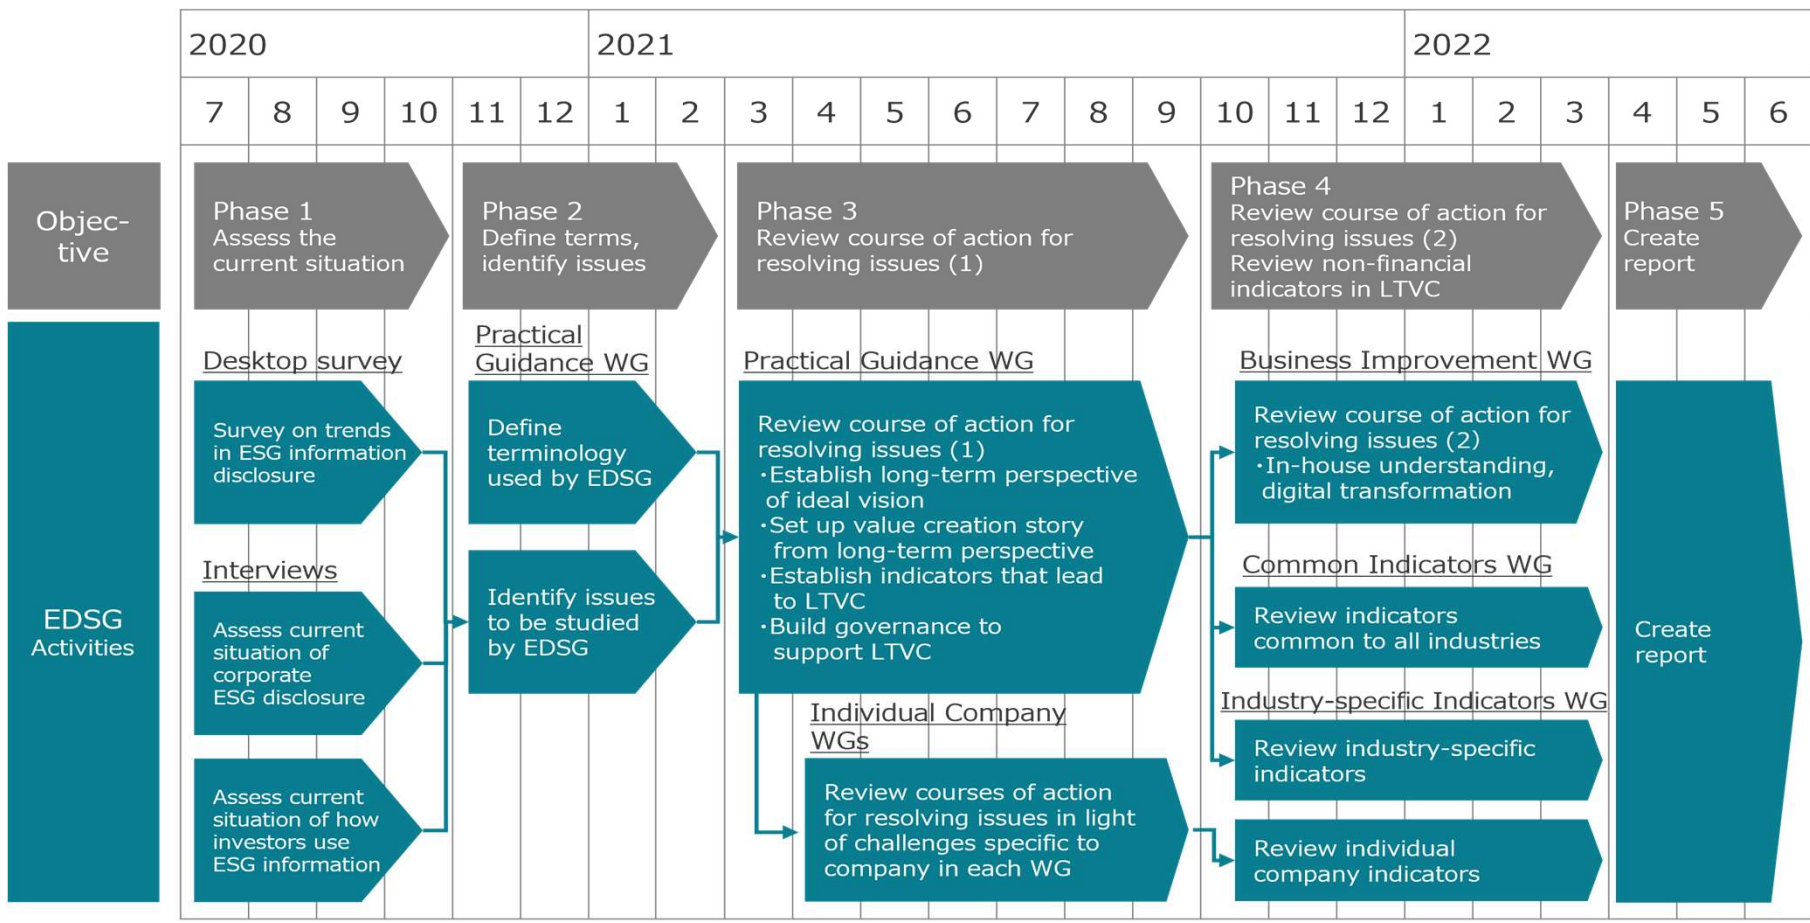 2020
2021
2022
7 8 9 10 11 12 1 2 3 4 5 6 7 8 9 10 11 12 1 2 3 4 5 6
Objec-
tive
Phase 1
Assess the
current situation
Phase 2
Define terms,
identify issues
Phase 3
Review course of action for
resolving issues (1)
Phase 4
Review course of action for
resolving issues (2)
Review non-financial
indicators in LTVC
Phase 5
Create
report
EDSG
Activities
Desktop survey
Survey on trends
in ESG information
disclosure
Interviews
Assess current
situation of
corporate
ESG disclosure
Assess current
situation of how
investors use
ESG information
Practical
Guidance WG
Define
terminology
used by EDSG
Identify issues
to be studied
by EDSG
Practical Guidance WG
Review course of action for
resolving issues (1)
・Establish long-term perspective
of ideal vision
・Set up value creation story
from long-term perspective
・Establish indicators that lead
to LTVC
・Build governance to
support LTVC
Individual Company
WGs
Review courses of action
for resolving issues in light
of challenges specific to
company in each WG
Business Improvement WG
Review course of action for
resolving issues (2)
・In-house understanding,
digital transformation
Common Indicators WG
Review indicators
common to all industries
Industry-specific Indicators WG
Review industry-specific
indicators
Review individual
company indicators
Create
report